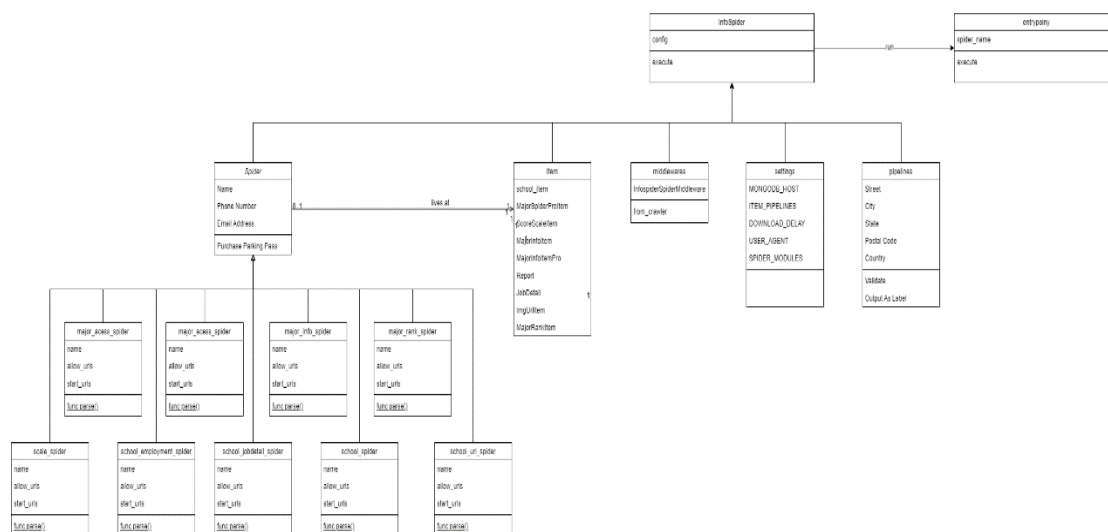 InfoSpider
config
execute
run
entrypoiny
spider_name
execute
Spider
Name
Phone Number
Email Address
Purchase Parking Pass
0..1
lives at
1
1
1
Item
school_Item
MajorSpiderProItem
ScoreScaleItem
MajorInfoItem
MajorInfoItemPro
Report
JobDetail
1
ImgUrlItem
MajorRankItem
middlewares
InfospiderSpiderMiddleware
from_crawler
settings
MONGODB_HOST
ITEM_PIPELINES
DOWNLOAD_DELAY
USER_AGENT
SPIDER_MODULES
pipelines
Street
City
State
Postal Code
Country
Validate
Output As Label
major_acess_spider
name
allow_urls
start_urls
func parse()
major_acess_spider
name
allow_urls
start_urls
func parse()
major_info_spider
name
allow_urls
start_urls
func parse()
major_rank_spider
name
allow_urls
start_urls
func parse()
scale_spider
name
allow_urls
start_urls
func parse()
school_employment_spider
name
allow_urls
start_urls
func parse()
school_jobdetail_spider
name
allow_urls
start_urls
func parse()
school_spider
name
allow_urls
start_urls
func parse()
school_url_spider
name
allow_urls
start_urls
func parse()